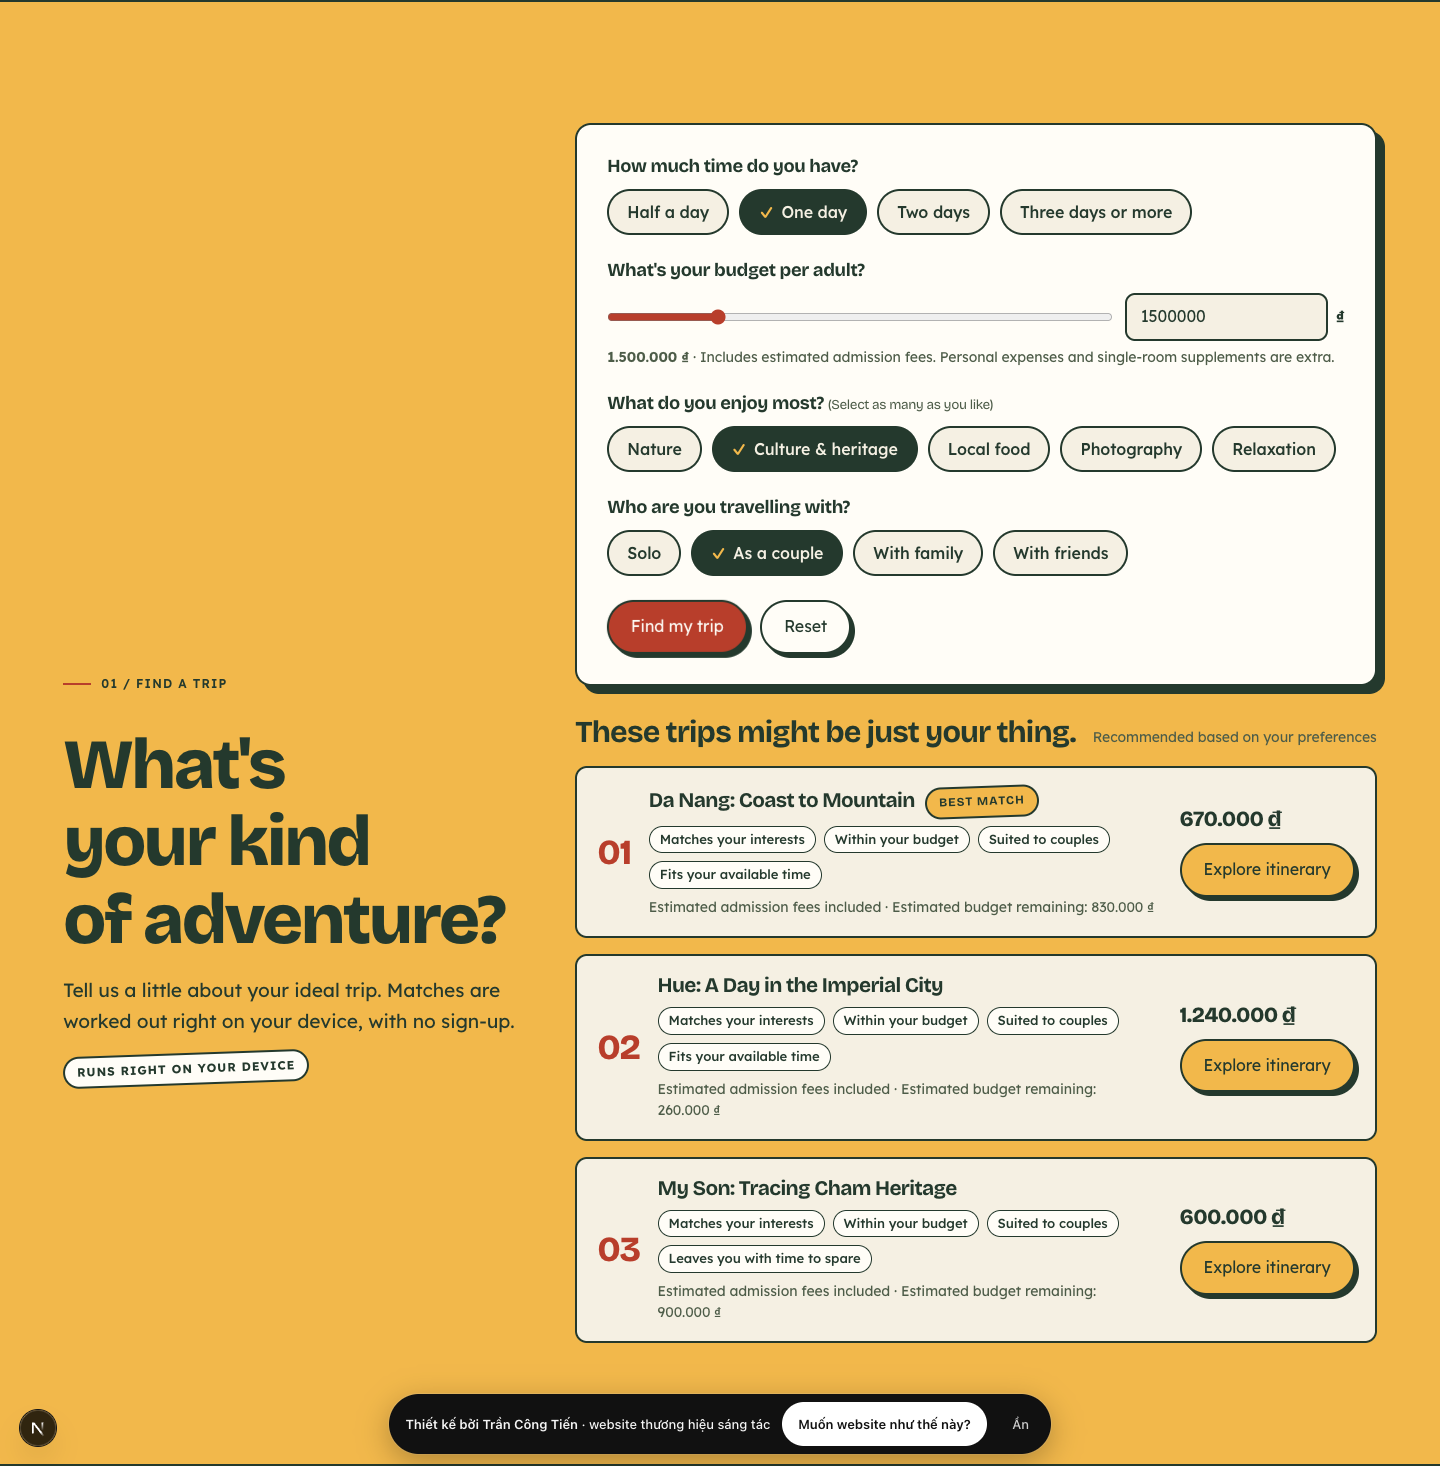 How much time do you have?
Half a day
One day
Two days
Three days or more
What's your budget per adult?
1500000
₫
1.500.000 ₫ · Includes estimated admission fees. Personal expenses and single-room supplements are extra.
What do you enjoy most? (Select as many as you like)
Nature
Culture & heritage
Local food
Photography
Relaxation
Who are you travelling with?
Solo
As a couple
With family
With friends
Find my trip
Reset
01 / FIND A TRIP
What's
your kind
of adventure?
Tell us a little about your ideal trip. Matches are
worked out right on your device, with no sign-up.
RUNS RIGHT ON YOUR DEVICE
These trips might be just your thing.
Recommended based on your preferences
01
Da Nang: Coast to Mountain
BEST MATCH
Matches your interests
Within your budget
Suited to couples
Fits your available time
Estimated admission fees included · Estimated budget remaining: 830.000 ₫
670.000 ₫
Explore itinerary
02
Hue: A Day in the Imperial City
Matches your interests
Within your budget
Suited to couples
Fits your available time
Estimated admission fees included · Estimated budget remaining:
260.000 ₫
1.240.000 ₫
Explore itinerary
03
My Son: Tracing Cham Heritage
Matches your interests
Within your budget
Suited to couples
Leaves you with time to spare
Estimated admission fees included · Estimated budget remaining:
900.000 ₫
600.000 ₫
Explore itinerary
N
Thiết kế bởi Trần Công Tiến · website thương hiệu sáng tác
Muốn website như thế này?
Ẩn